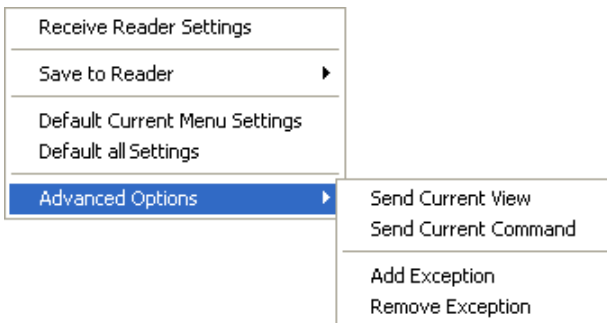 Receive Reader Settings
Save to Reader
Default Current Menu Settings
Default all Settings
Advanced Options
Send Current View
Send Current Command
Add Exception
Remove Exception